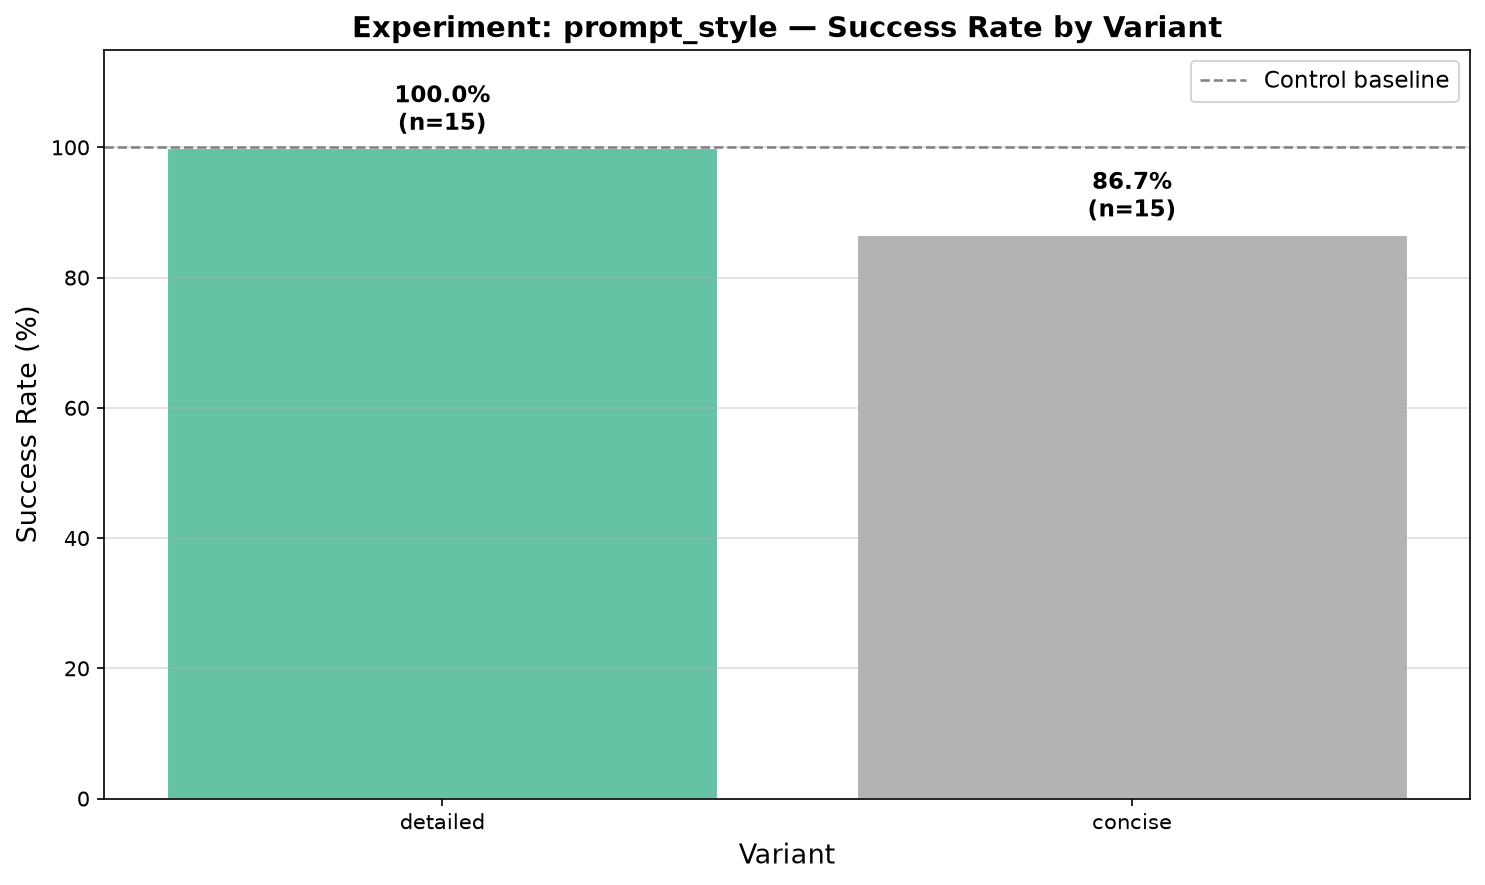 Experiment: prompt_style — Success Rate by Variant
Control baseline
100.0%
(n=15)
86.7%
(n=15)
100
80
60
40
20
0
Success Rate (%)
detailed
concise
Variant